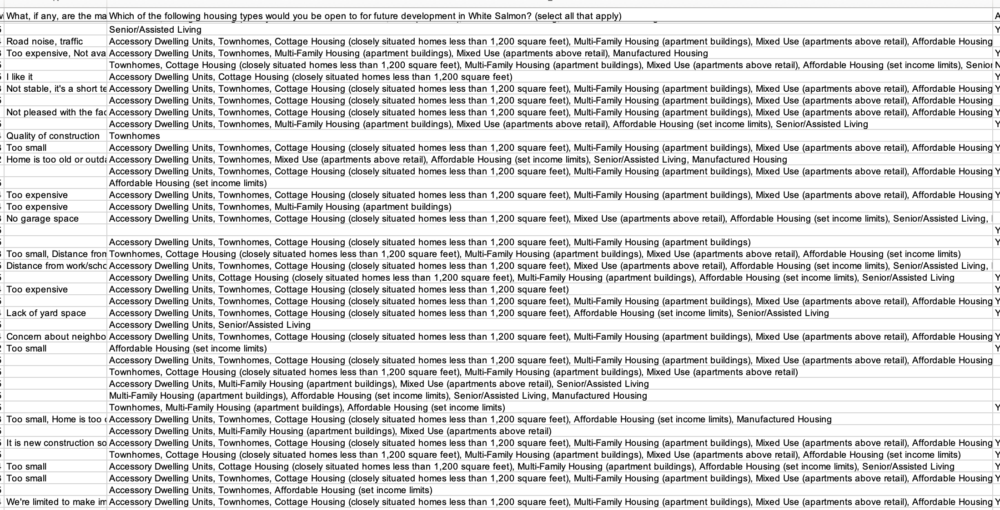 What, if any, are the ma Which of the following housing types would you be open to for future development in White Salmon? (select all that apply) A
Senior/Assisted Living Y
Road noise, traffic Accessory Dwelling Units, Townhomes, Cottage Housing (closely situated homes less than 1,200 square feet), Multi-Family Housing (apartment buildings), Mixed Use (apartments above retail), Affordable Housing
Too expensive, Not ava Accessory Dwelling Units, Townhomes, Multi-Family Housing (apartment buildings), Mixed Use (apartments above retail), Manufactured Housing Y
Townhomes, Cottage Housing (closely situated homes less than 1,200 square feet), Multi-Family Housing (apartment buildings), Mixed Use (apartments above retail), Affordable Housing (set income limits), Senior N
I like it Accessory Dwelling Units, Cottage Housing (closely situated homes less than 1,200 square feet) Y
Not stable, it's a short te Accessory Dwelling Units, Townhomes, Cottage Housing (closely situated homes less than 1,200 square feet), Multi-Family Housing (apartment buildings), Mixed Use (apartments above retail), Affordable Housing Y
Accessory Dwelling Units, Townhomes, Cottage Housing (closely situated homes less than 1,200 square feet), Multi-Family Housing (apartment buildings), Mixed Use (apartments above retail), Affordable Housing
Not pleased with the fac Accessory Dwelling Units, Townhomes, Cottage Housing (closely situated homes less than 1,200 square feet), Multi-Family Housing (apartment buildings), Mixed Use (apartments above retail), Affordable Housing Y
Accessory Dwelling Units, Townhomes, Multi-Family Housing (apartment buildings), Mixed Use (apartments above retail), Affordable Housing (set income limits), Senior/Assisted Living Y
Quality of construction Townhomes
Too small Accessory Dwelling Units, Townhomes, Cottage Housing (closely situated homes less than 1,200 square feet), Multi-Family Housing (apartment buildings), Mixed Use (apartments above retail), Affordable Housing Y
Home is too old or outda Accessory Dwelling Units, Townhomes, Mixed Use (apartments above retail), Affordable Housing (set income limits), Senior/Assisted Living, Manufactured Housing
Accessory Dwelling Units, Townhomes, Cottage Housing (closely situated homes less than 1,200 square feet), Multi-Family Housing (apartment buildings), Mixed Use (apartments above retail), Affordable Housing Y
Affordable Housing (set income limits)
Too expensive Accessory Dwelling Units, Townhomes, Cottage Housing (closely situated homes less than 1,200 square feet), Multi-Family Housing (apartment buildings), Mixed Use (apartments above retail), Affordable Housing Y
Too expensive Accessory Dwelling Units, Townhomes, Multi-Family Housing (apartment buildings)
No garage space Accessory Dwelling Units, Townhomes, Cottage Housing (closely situated homes less than 1,200 square feet), Mixed Use (apartments above retail), Affordable Housing (set income limits), Senior/Assisted Living,
Y
Accessory Dwelling Units, Townhomes, Cottage Housing (closely situated homes less than 1,200 square feet), Multi-Family Housing (apartment buildings) Y
Too small, Distance from Townhomes, Cottage Housing (closely situated homes less than 1,200 square feet), Multi-Family Housing (apartment buildings), Mixed Use (apartments above retail), Affordable Housing (set income limits)
Distance from work/scho Accessory Dwelling Units, Townhomes, Cottage Housing (closely situated homes less than 1,200 square feet), Mixed Use (apartments above retail), Affordable Housing (set income limits), Senior/Assisted Living,
Accessory Dwelling Units, Cottage Housing (closely situated homes less than 1,200 square feet), Multi-Family Housing (apartment buildings), Affordable Housing (set income limits), Senior/Assisted Living Y
Too expensive Accessory Dwelling Units, Townhomes, Cottage Housing (closely situated homes less than 1,200 square feet) Y
Accessory Dwelling Units, Townhomes, Cottage Housing (closely situated homes less than 1,200 square feet), Multi-Family Housing (apartment buildings), Mixed Use (apartments above retail), Affordable Housing Y
Lack of yard space Accessory Dwelling Units, Townhomes, Cottage Housing (closely situated homes less than 1,200 square feet), Affordable Housing (set income limits), Senior/Assisted Living Y
Accessory Dwelling Units, Senior/Assisted Living
Concern about neighbo Accessory Dwelling Units, Townhomes, Cottage Housing (closely situated homes less than 1,200 square feet), Multi-Family Housing (apartment buildings), Mixed Use (apartments above retail), Affordable Housing Y
Too small Affordable Housing (set income limits) Y
Accessory Dwelling Units, Townhomes, Cottage Housing (closely situated homes less than 1,200 square feet), Multi-Family Housing (apartment buildings), Mixed Use (apartments above retail), Affordable Housing
Townhomes, Cottage Housing (closely situated homes less than 1,200 square feet), Multi-Family Housing (apartment buildings), Mixed Use (apartments above retail)
Accessory Dwelling Units, Multi-Family Housing (apartment buildings), Mixed Use (apartments above retail), Senior/Assisted Living
Multi-Family Housing (apartment buildings), Affordable Housing (set income limits), Senior/Assisted Living, Manufactured Housing
Townhomes, Multi-Family Housing (apartment buildings), Affordable Housing (set income limits) Y
Too small, Home is too Accessory Dwelling Units, Townhomes, Cottage Housing (closely situated homes less than 1,200 square feet), Affordable Housing (set income limits), Manufactured Housing
Accessory Dwelling Units, Multi-Family Housing (apartment buildings), Mixed Use (apartments above retail)
It is new construction so Accessory Dwelling Units, Townhomes, Cottage Housing (closely situated homes less than 1,200 square feet), Multi-Family Housing (apartment buildings), Mixed Use (apartments above retail), Affordable Housing Y
Townhomes, Cottage Housing (closely situated homes less than 1,200 square feet), Multi-Family Housing (apartment buildings), Mixed Use (apartments above retail), Affordable Housing (set income limits) Y
Too small Accessory Dwelling Units, Cottage Housing (closely situated homes less than 1,200 square feet), Multi-Family Housing (apartment buildings), Affordable Housing (set income limits), Senior/Assisted Living Y
Too small Accessory Dwelling Units, Townhomes, Cottage Housing (closely situated homes less than 1,200 square feet), Multi-Family Housing (apartment buildings), Mixed Use (apartments above retail), Affordable Housing Y
Accessory Dwelling Units, Townhomes, Affordable Housing (set income limits)
We're limited to make im Accessory Dwelling Units, Townhomes, Cottage Housing (closely situated homes less than 1,200 square feet), Multi-Family Housing (apartment buildings), Mixed Use (apartments above retail), Affordable Housing Y